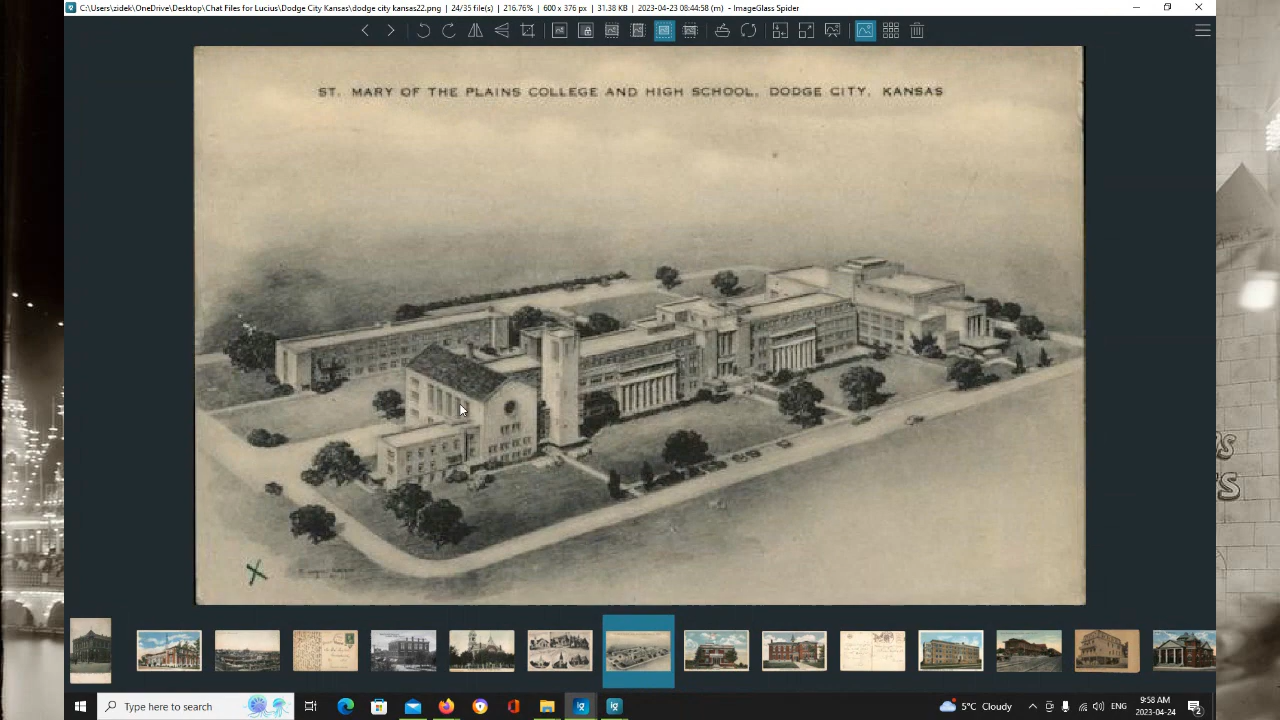 C:\Users\zidek\OneDrive\Desktop\Chat Files for Lucius\Dodge City Kansas\dodge city kansas22.png | 24/35 file(s) | 216.76% | 600 x 376 px | 31.38 KB | 2023-04-23 08:44:58 (m) - ImageGlass Spider
ST. MARY OF THE PLAINS COLLEGE AND HIGH SCHOOL, DODGE CITY, KANSAS
Type here to search
5°C Cloudy
ENG
9:58 AM
2023-04-24
2